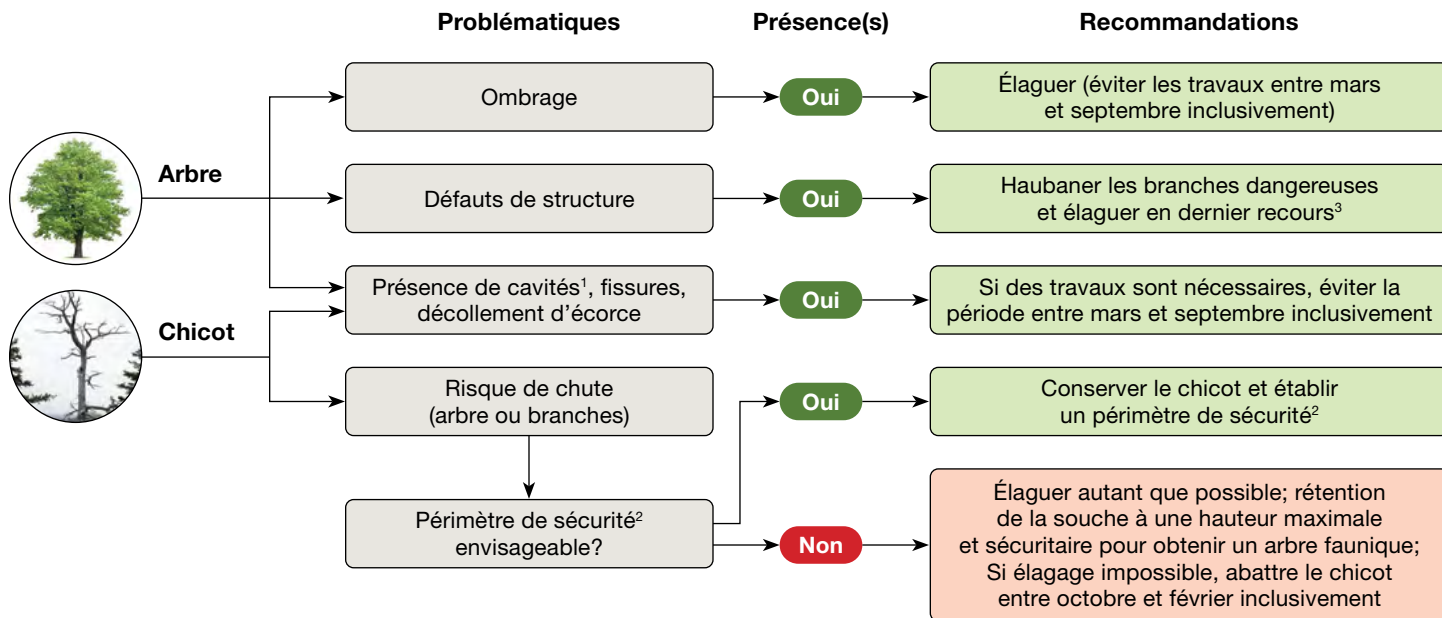 Problématiques
Présence(s)
Recommandations
Arbre
Chicot
Ombrage
Oui
Élaguer (éviter les travaux entre mars
et septembre inclusivement)
Défauts de structure
Oui
Haubaner les branches dangereuses
et élaguer en dernier recours³
Présence de cavités¹, fissures,
décollement d'écorce
Oui
Si des travaux sont nécessaires, éviter la
période entre mars et septembre inclusivement
Risque de chute
(arbre ou branches)
Oui
Conserver le chicot et établir
un périmètre de sécurité²
Périmètre de sécurité²
envisageable?
Non
Élaguer autant que possible; rétention
de la souche à une hauteur maximale
et sécuritaire pour obtenir un arbre faunique;
Si élagage impossible, abattre le chicot
entre octobre et février inclusivement